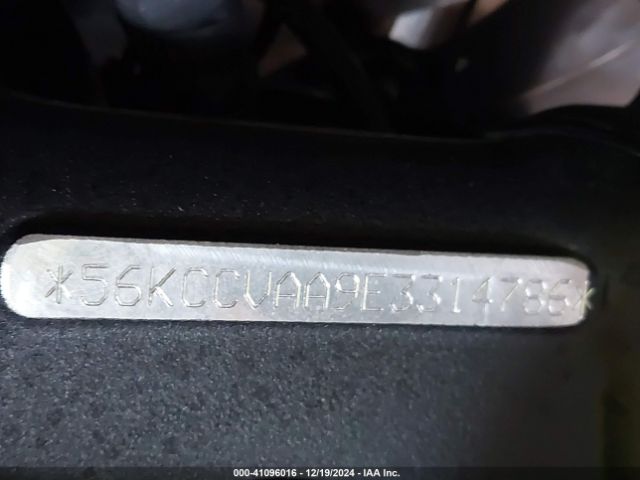 *56KCCVAA9E3314786*
000-41096016 • 12/19/2024 • IAA Inc.